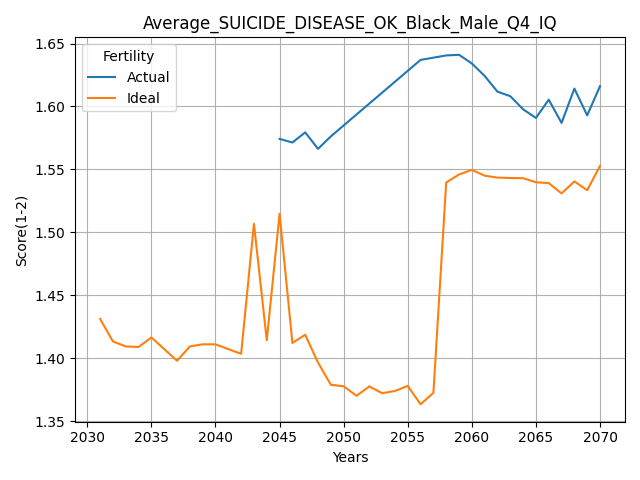 Average_SUICIDE_DISEASE_OK_Black_Male_Q4_IQ
Fertility
Actual
Ideal
Score(1-2)
1.65
1.60
1.55
1.50
1.45
1.40
1.35
2030 2035 2040 2045 2050 2055 2060 2065 2070
Years